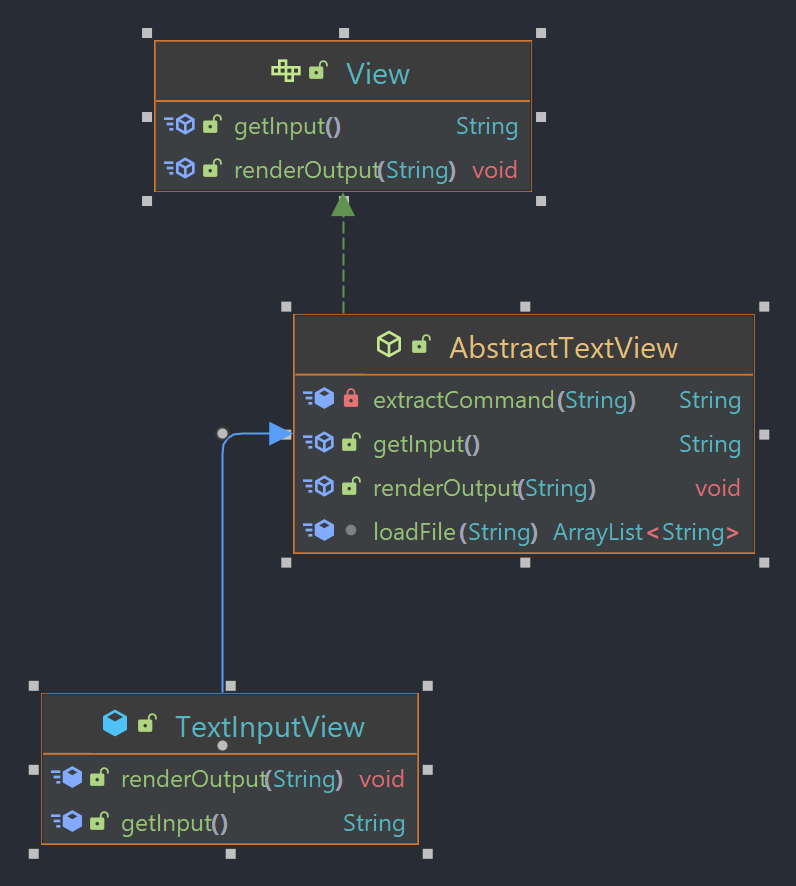 View
getInput() String
renderOutput(String) void
AbstractTextView
extractCommand(String) String
getInput() String
renderOutput(String) void
loadFile(String) ArrayList<String>
TextInputView
renderOutput(String) void
getInput() String